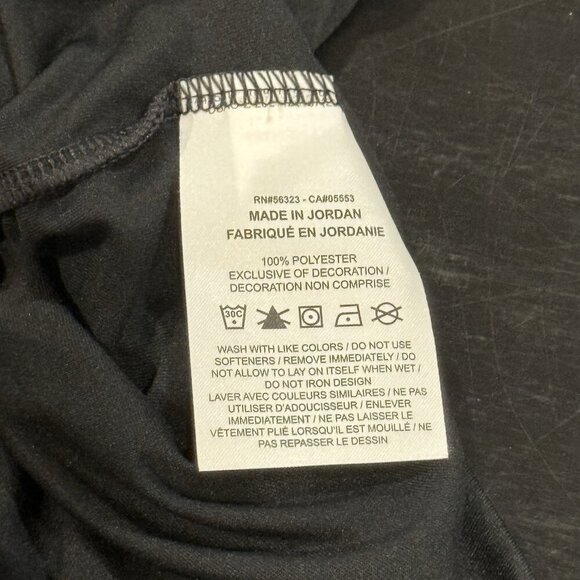 RN#56323 - CA#05553
MADE IN JORDAN
FABRIQUÉ EN JORDANIE
100% POLYESTER
EXCLUSIVE OF DECORATION /
DECORATION NON COMPRISE
30C
WASH WITH LIKE COLORS / DO NOT USE
SOFTENERS / REMOVE IMMEDIATELY / DO
NOT ALLOW TO LAY ON ITSELF WHEN WET /
DO NOT IRON DESIGN
LAVER AVEC COULEURS SIMILAIRES / NE PAS
UTILISER D'ADOUCISSEUR / ENLEVER
IMMEDIATEMENT / NE PAS LAISSER LE
VÊTEMENT PLIÉ LORSQU'IL EST MOUILLÉ / NE
PAS REPASSER LE DESSIN